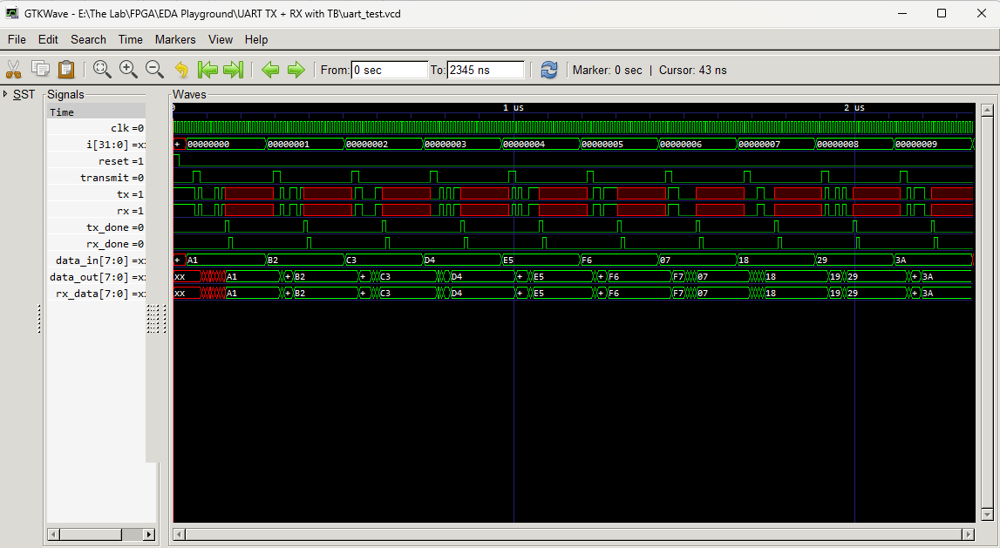 GTKWave - E:\The Lab\FPGA\EDA Playground\UART TX + RX with TB\uart_test.vcd
File Edit Search Time Markers View Help
From: 0 sec To: 2345 ns Marker: 0 sec | Cursor: 43 ns
SST Signals Waves
Time 0 1 us 2 us
clk=0
i[31:0] =xx + 00000000 00000001 00000002 00000003 00000004 00000005 00000006 00000007 00000008 00000009
reset=1
transmit=0
tx=1
rx=1
tx_done=0
rx_done=0
data_in[7:0] =xx + A1 B2 C3 D4 E5 F6 07 18 29 3A
data_out[7:0] =xx xx A1 + B2 + C3 D4 + E5 + F6 F7 07 18 19 29 + 3A
rx_data[7:0] =xx xx A1 + B2 + C3 D4 + E5 + F6 F7 07 18 19 29 + 3A